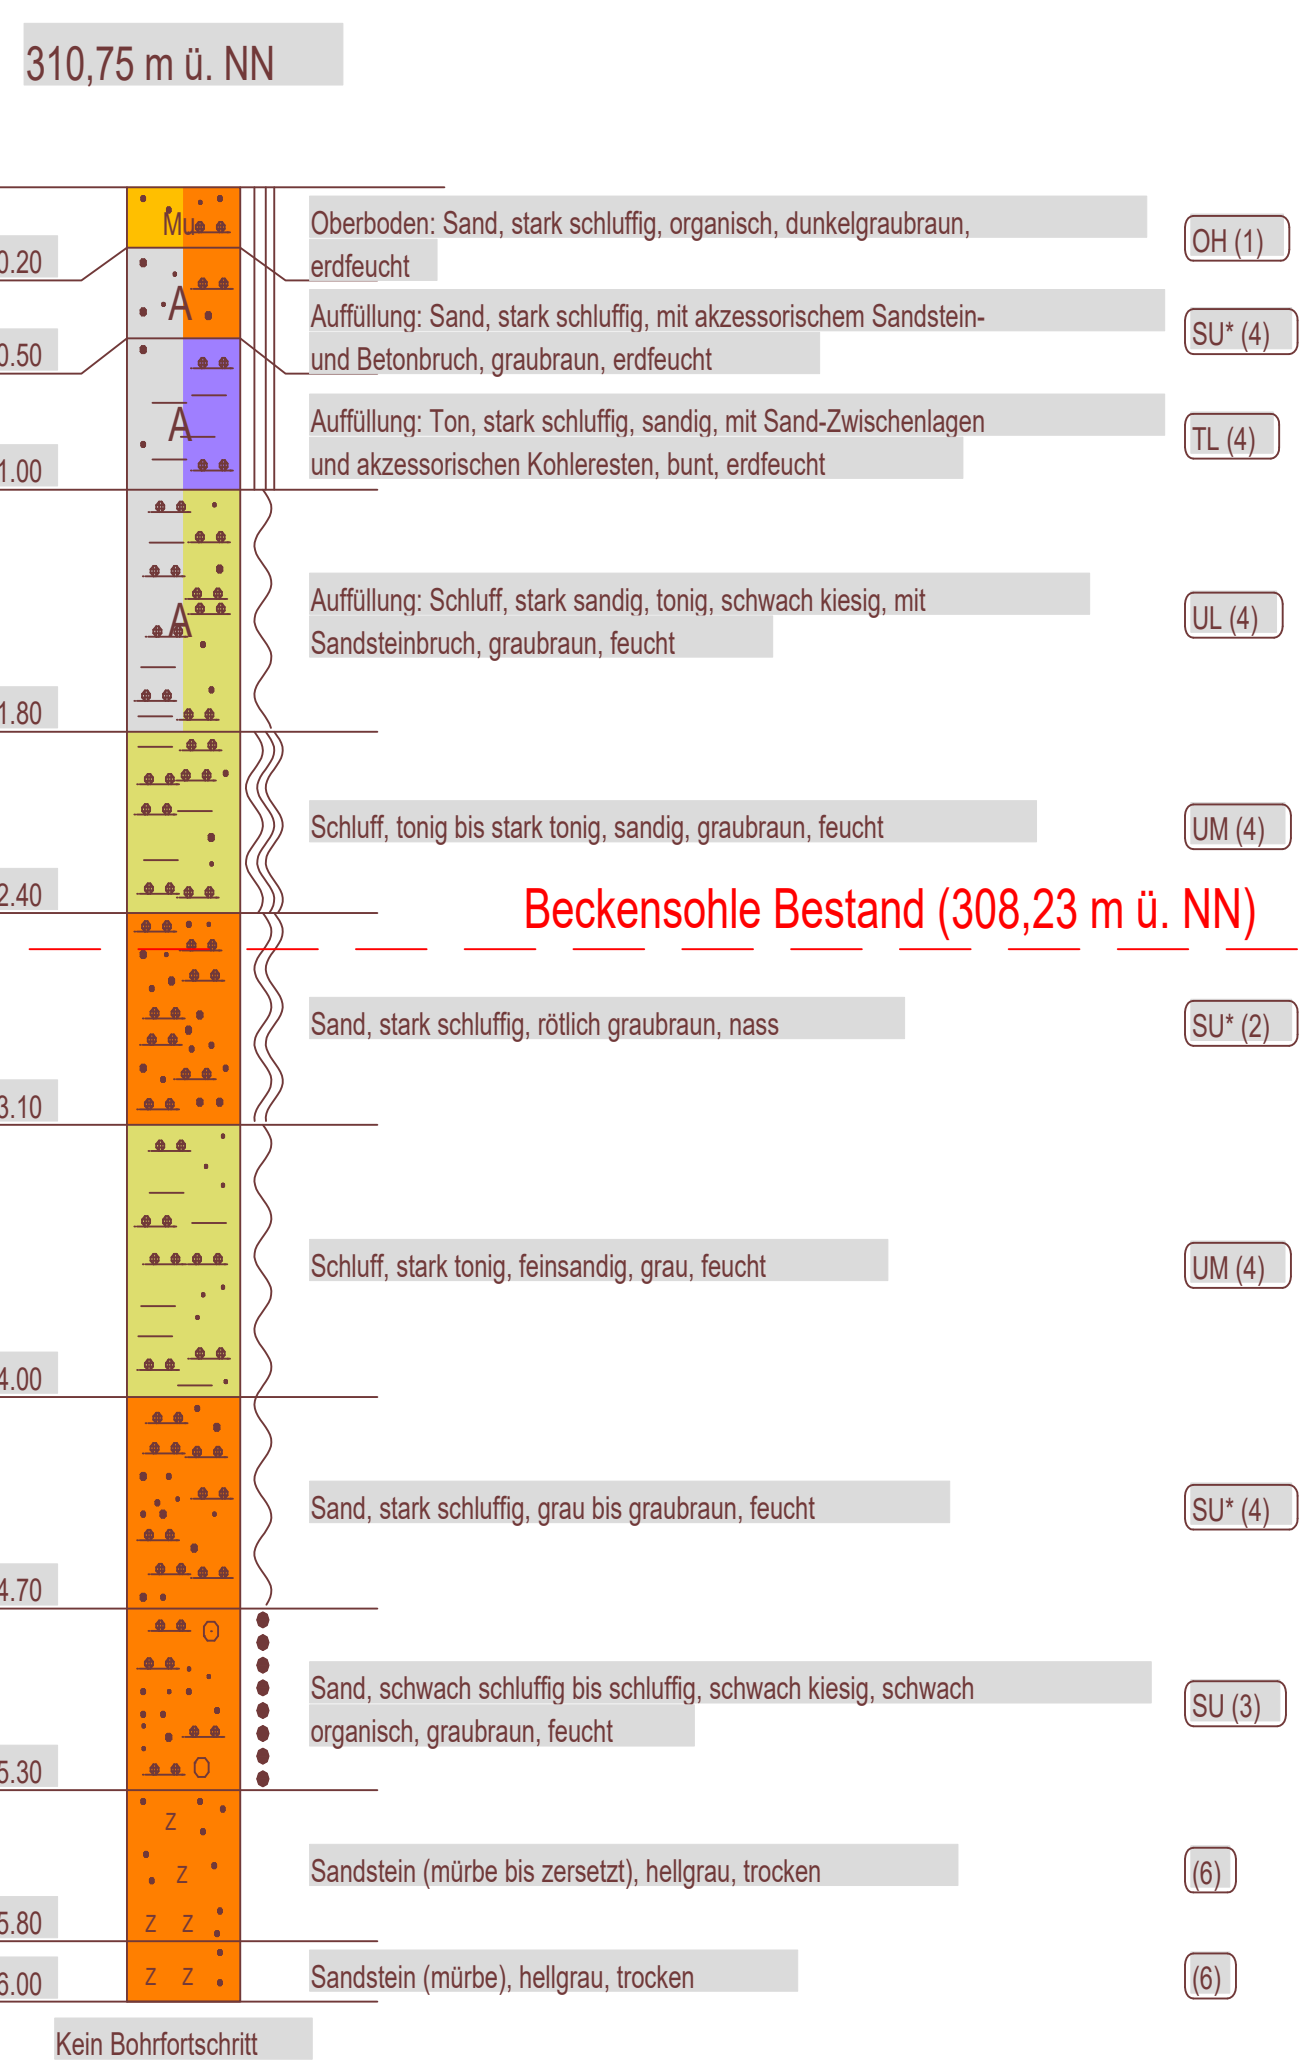 310,75 m ü. NN
Mu
Oberboden: Sand, stark schluffig, organisch, dunkelgraubraun,
erdfeucht
OH (1)
0.20
A
Auffüllung: Sand, stark schluffig, mit akzessorischem Sandstein-
und Betonbruch, graubraun, erdfeucht
SU* (4)
0.50
A
Auffüllung: Ton, stark schluffig, sandig, mit Sand-Zwischenlagen
und akzessorischen Kohleresten, bunt, erdfeucht
TL (4)
1.00
A
Auffüllung: Schluff, stark sandig, tonig, schwach kiesig, mit
Sandsteinbruch, graubraun, feucht
UL (4)
1.80
Schluff, tonig bis stark tonig, sandig, graubraun, feucht
UM (4)
2.40
Beckensohle Bestand (308,23 m ü. NN)
Sand, stark schluffig, rötlich graubraun, nass
SU* (2)
3.10
Schluff, stark tonig, feinsandig, grau, feucht
UM (4)
4.00
Sand, stark schluffig, grau bis graubraun, feucht
SU* (4)
4.70
Sand, schwach schluffig bis schluffig, schwach kiesig, schwach
organisch, graubraun, feucht
SU (3)
5.30
Z
Sandstein (mürbe bis zersetzt), hellgrau, trocken
(6)
Z
Z Z
5.80
Z Z
Sandstein (mürbe), hellgrau, trocken
(6)
6.00
Kein Bohrfortschritt